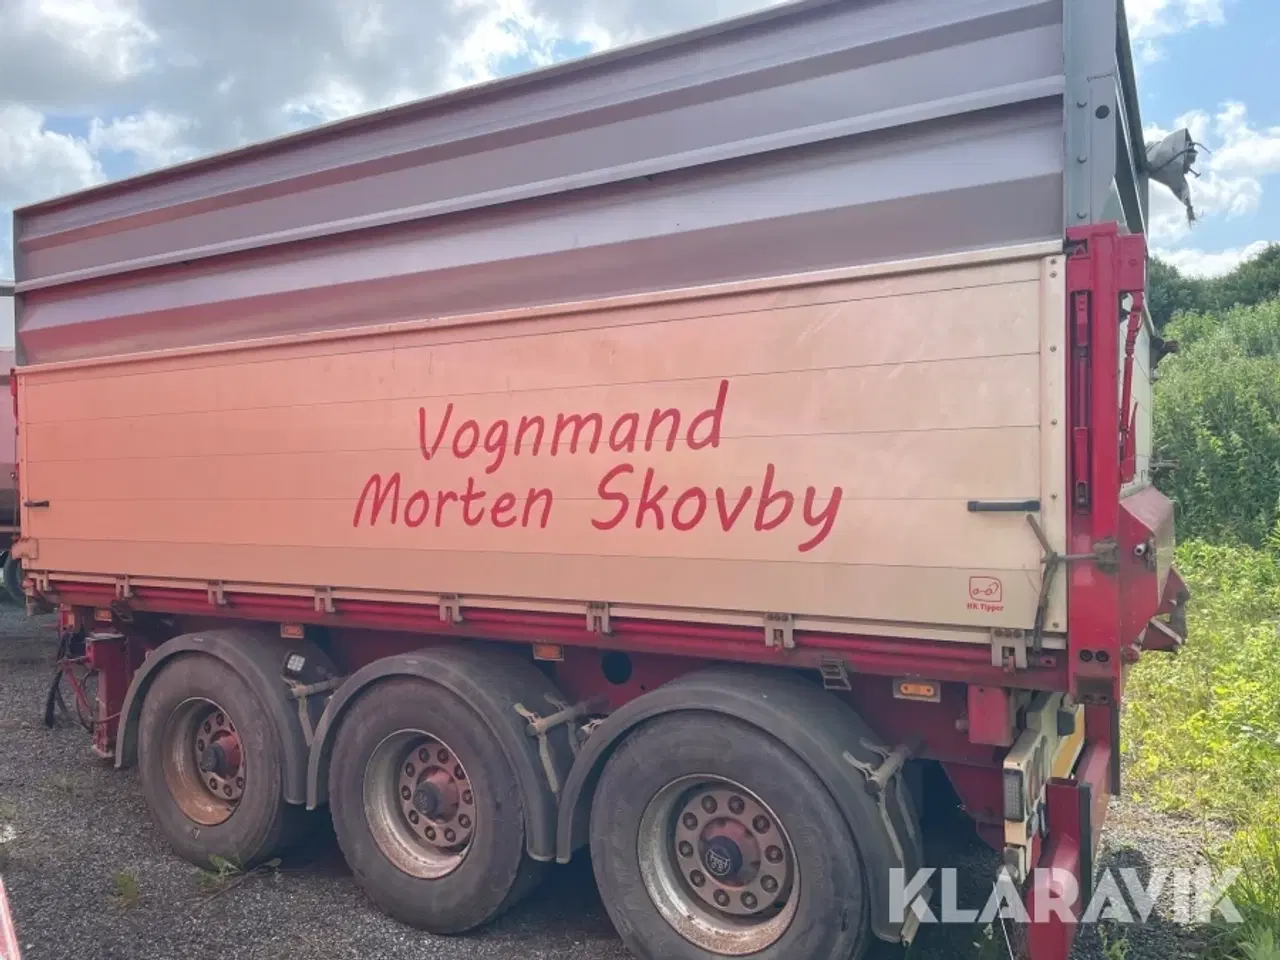 Vognmand
Morten Skovby
HK Tipper
KLARAVIK